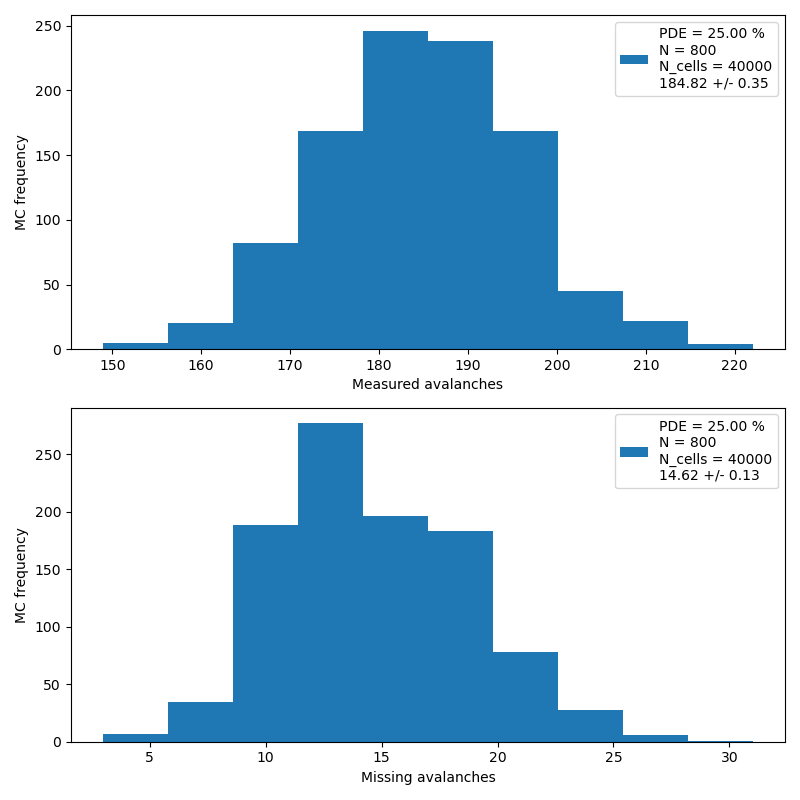 250
200
150
100
50
0
MC frequency
PDE = 25.00 %
N = 800
N_cells = 40000
184.82 +/- 0.35
150 160 170 180 190 200 210 220
Measured avalanches
250
200
150
100
50
0
MC frequency
PDE = 25.00 %
N = 800
N_cells = 40000
14.62 +/- 0.13
5 10 15 20 25 30
Missing avalanches